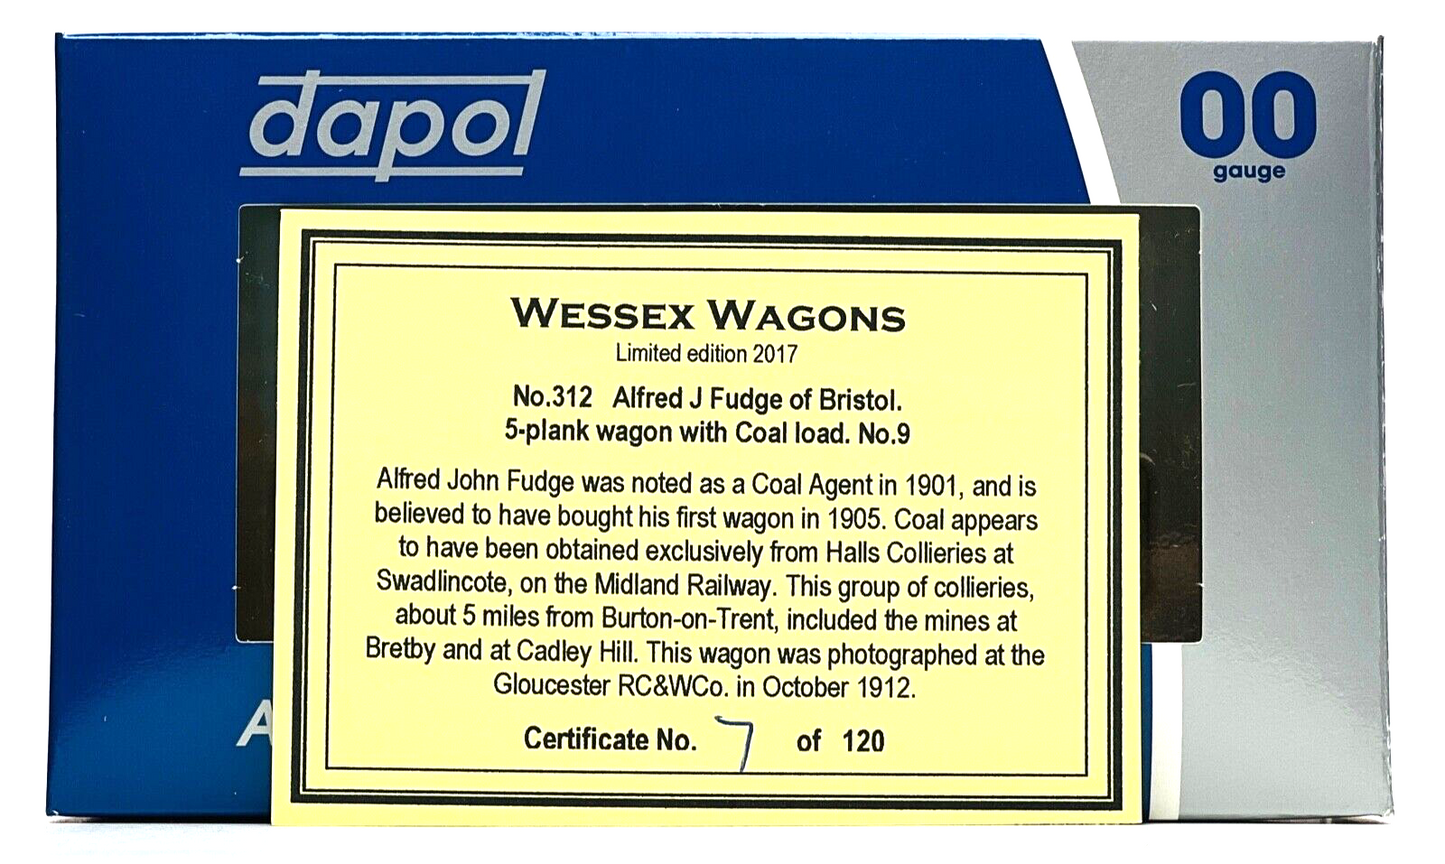 dapol
00
gauge
WESSEX WAGONS
Limited edition 2017
No.312 Alfred J Fudge of Bristol.
5-plank wagon with Coal load. No.9
Alfred John Fudge was noted as a Coal Agent in 1901, and is
believed to have bought his first wagon in 1905. Coal appears
to have been obtained exclusively from Halls Collieries at
Swadlincote, on the Midland Railway. This group of collieries,
about 5 miles from Burton-on-Trent, included the mines at
Bretby and at Cadley Hill. This wagon was photographed at the
Gloucester RC&WCo. in October 1912.
Certificate No. 7 of 120
A